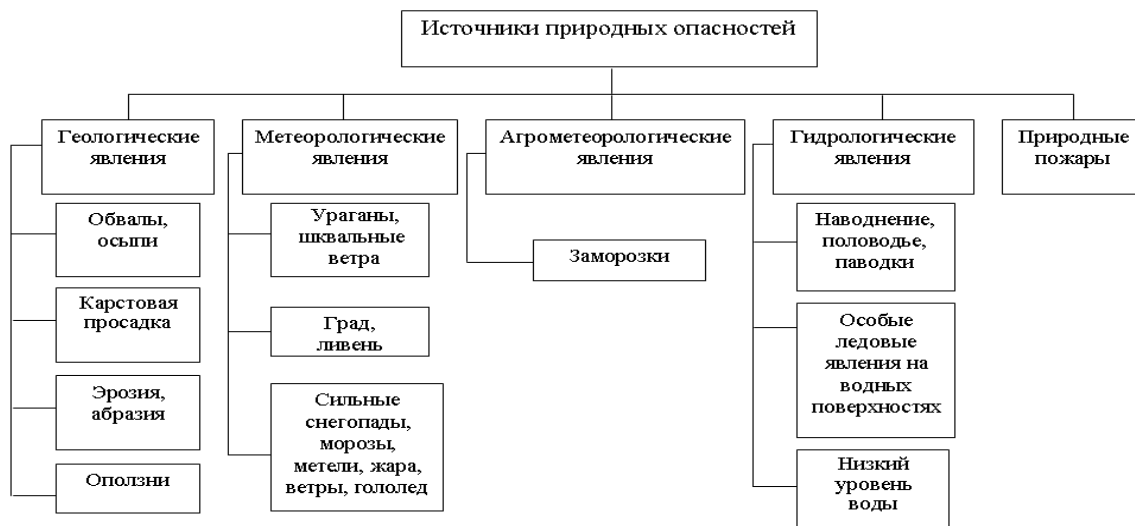 Источники природных опасностей
Геологические
явления
Метеорологические
явления
Агрометеорологические
явления
Гидрологические
явления
Природные
пожары
Обвалы,
осыпи
Карстовая
просадка
Эрозия,
абразия
Оползни
Ураганы,
шквальные
ветра
Град,
ливень
Сильные
снегопады,
морозы,
метели, жара,
ветры, гололед
Заморозки
Наводнение,
половодье,
паводки
Особые
ледовые
явления на
водных
поверхностях
Низкий
уровень
воды